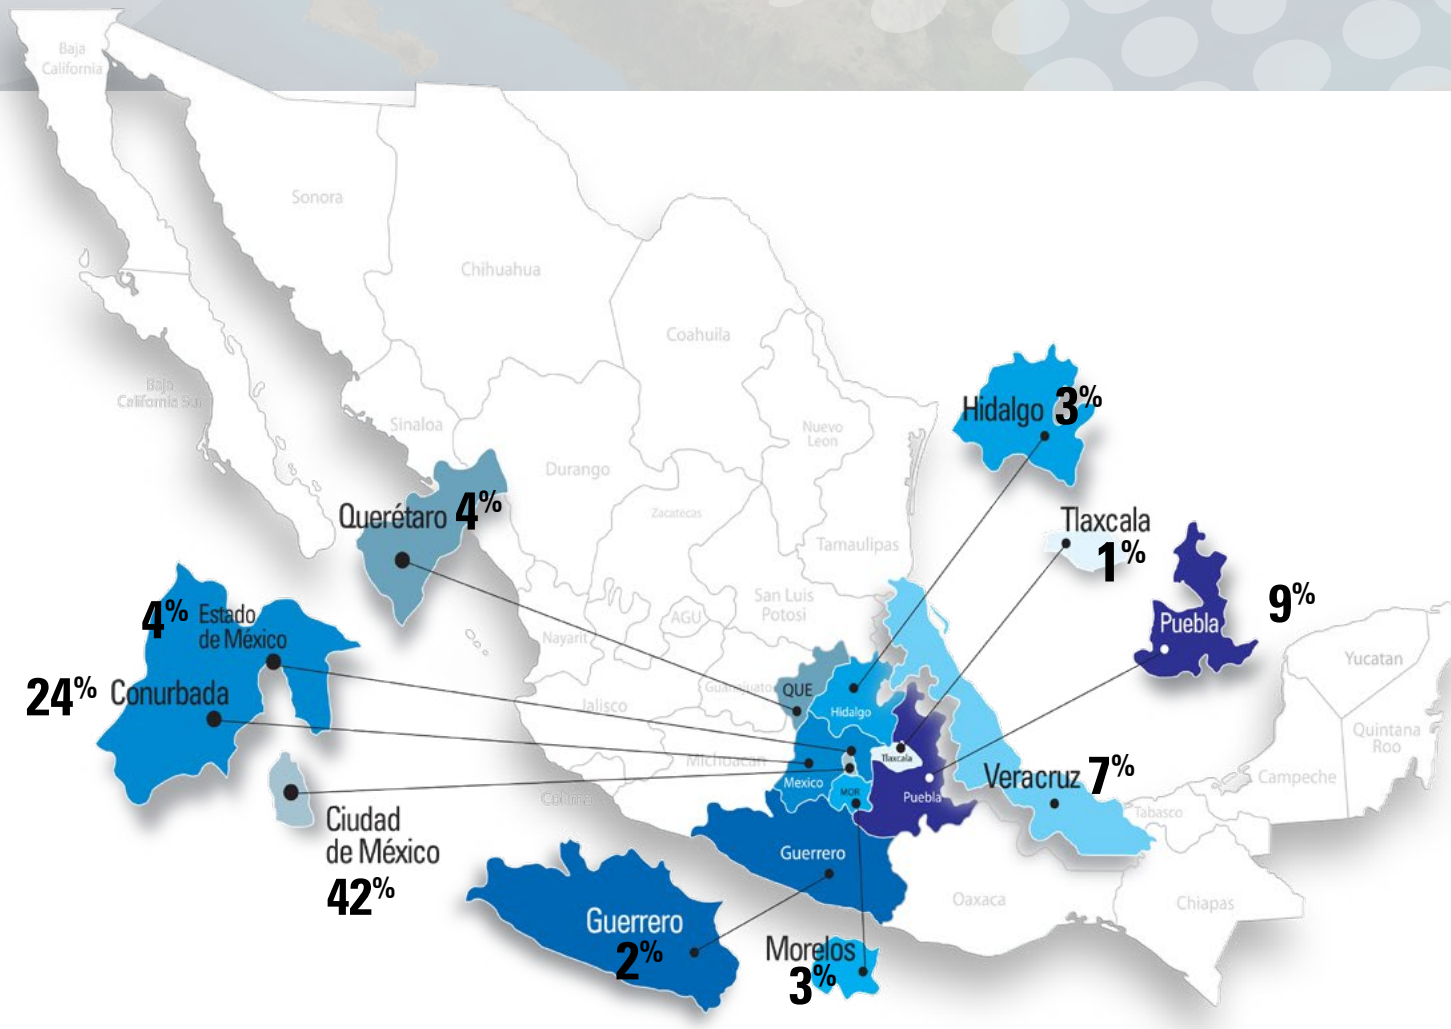 Baja
California
Sonora
Chihuahua
Coahuila
Baja
California Sur
Sinaloa
Nuevo
Leon
Durango
Zacatecas
Tamaulipas
San Luis
Potosi
AGU
Nayarit
Guanajuato
Jalisco
Michoacan
Colima
Hidalgo 3%
Querétaro 4%
Tlaxcala
1%
Puebla
9%
4% Estado
de México
24% Conurbada
Ciudad
de México
42%
QUE
Hidalgo
Tlaxcala
Mexico
MOR
Puebla
Guerrero
Veracruz 7%
Guerrero
2%
Morelos
3%
Yucatan
Quintana
Roo
Campeche
Tabasco
Oaxaca
Chiapas